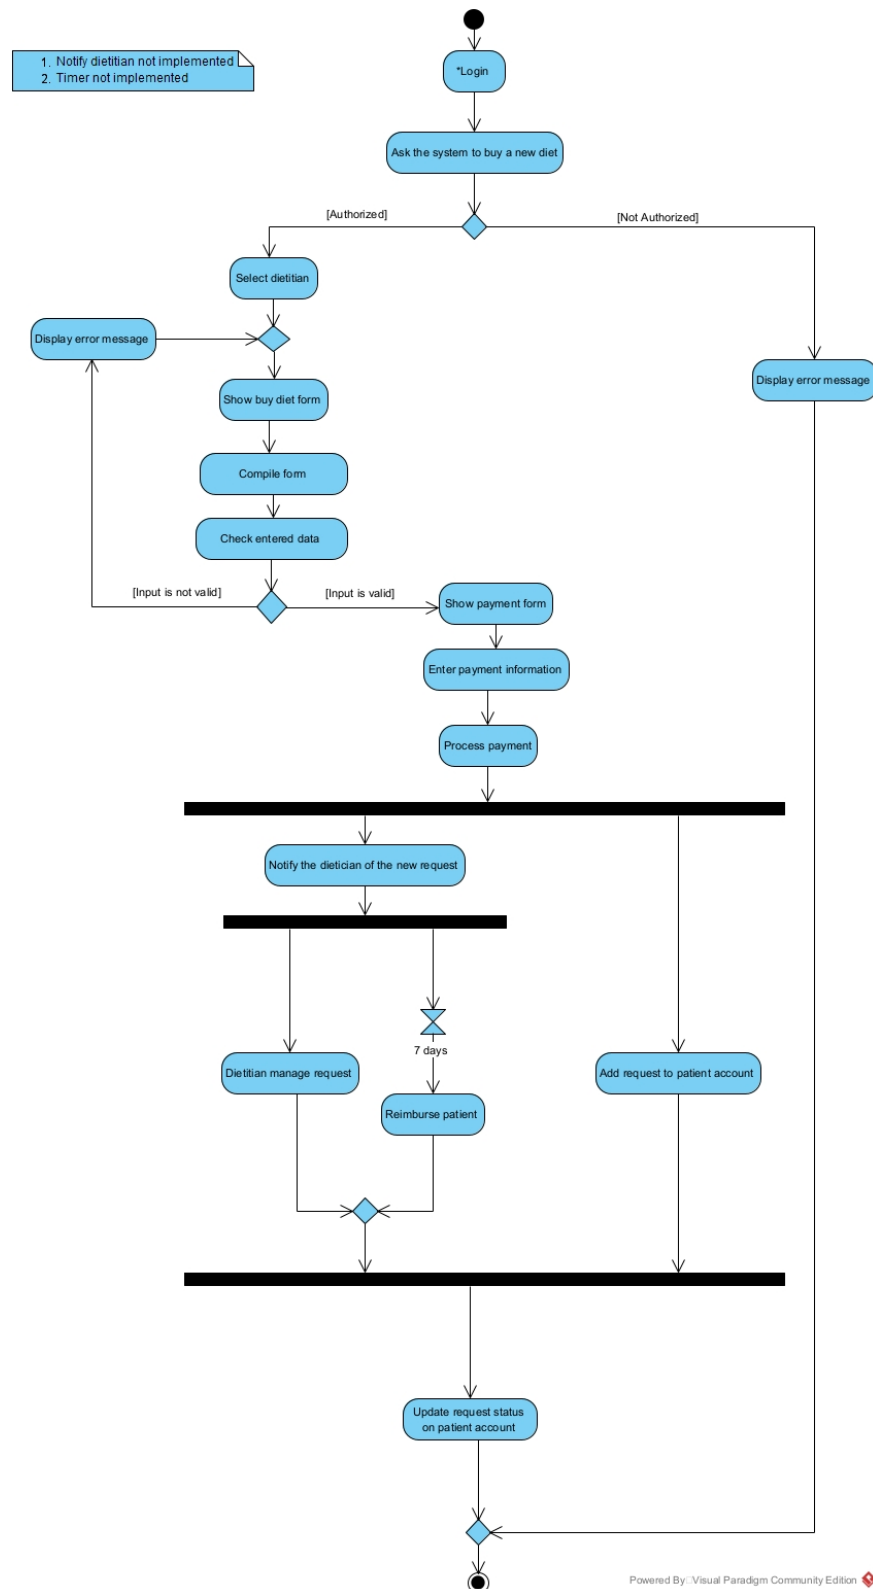 1. Notify dietitian not implemented
2. Timer not implemented
*Login
Ask the system to buy a new diet
[Authorized]
[Not Authorized]
Select dietitian
Display error message
Display error message
Show buy diet form
Compile form
Check entered data
[Input is not valid]
[Input is valid]
Show payment form
Enter payment information
Process payment
Notify the dietician of the new request
7 days
Dietitian manage request
Add request to patient account
Reimburse patient
Update request status
on patient account
Powered By Visual Paradigm Community Edition